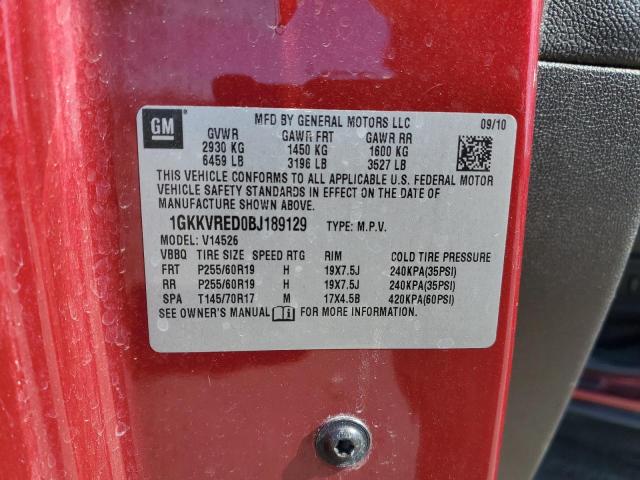 GM
MFD BY GENERAL MOTORS LLC 09/10
GVWR GAWR FRT GAWR RR
2930 KG 1450 KG 1600 KG
6459 LB 3196 LB 3527 LB
THIS VEHICLE CONFORMS TO ALL APPLICABLE U.S. FEDERAL MOTOR
VEHICLE SAFETY STANDARDS IN EFFECT ON THE DATE OF
MANUFACTURE SHOWN ABOVE.
1GKKVRED0BJ189129 TYPE: M.P.V.
MODEL: V14526
VBBQ TIRE SIZE SPEED RTG RIM COLD TIRE PRESSURE
FRT P255/60R19 H 19X7.5J 240KPA(35PSI)
RR P255/60R19 H 19X7.5J 240KPA(35PSI)
SPA T145/70R17 M 17X4.5B 420KPA(60PSI)
SEE OWNER'S MANUAL FOR MORE INFORMATION.